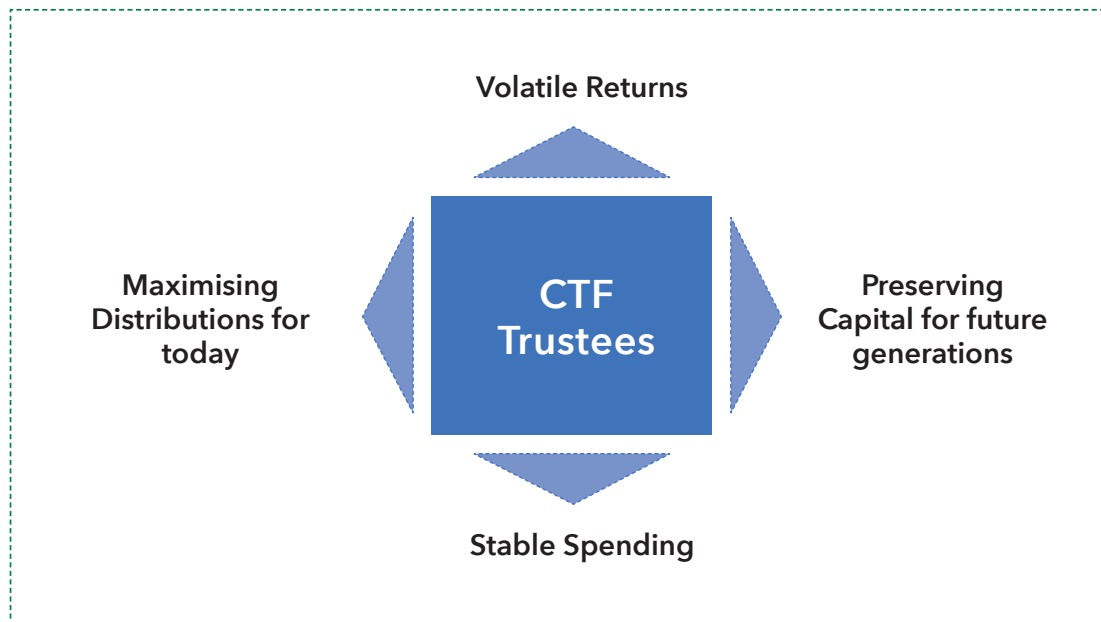 Volatile Returns
Maximising
Distributions for
today
CTF
Trustees
Preserving
Capital for future
generations
Stable Spending